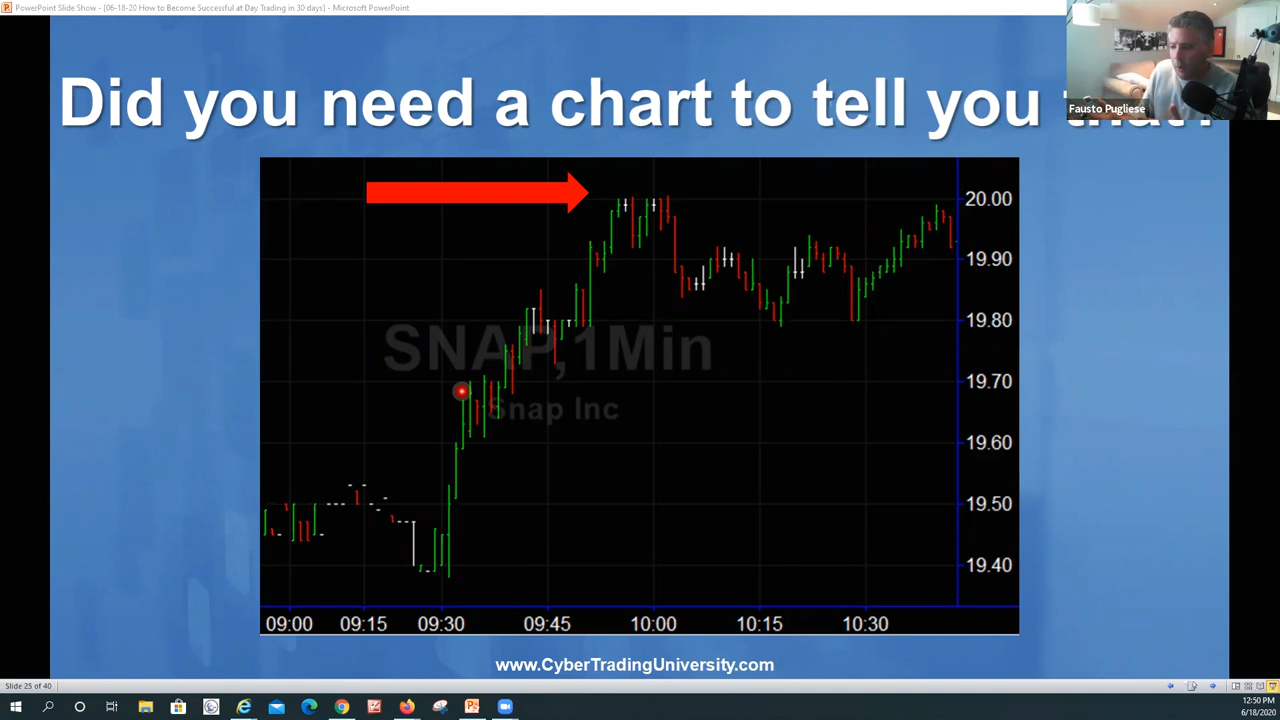 PowerPoint Slide Show - [06-18-20 How to Become Successful at Day Trading in 30 days] - Microsoft PowerPoint
Fausto Pugliese
Did you need a chart to tell you
20.00
19.90
19.80
SNAP,1Min
19.70
Snap Inc
19.60
19.50
19.40
09:00 09:15 09:30 09:45 10:00 10:15 10:30
www.CyberTradingUniversity.com
Slide 25 of 40
12:50 PM
6/18/2020